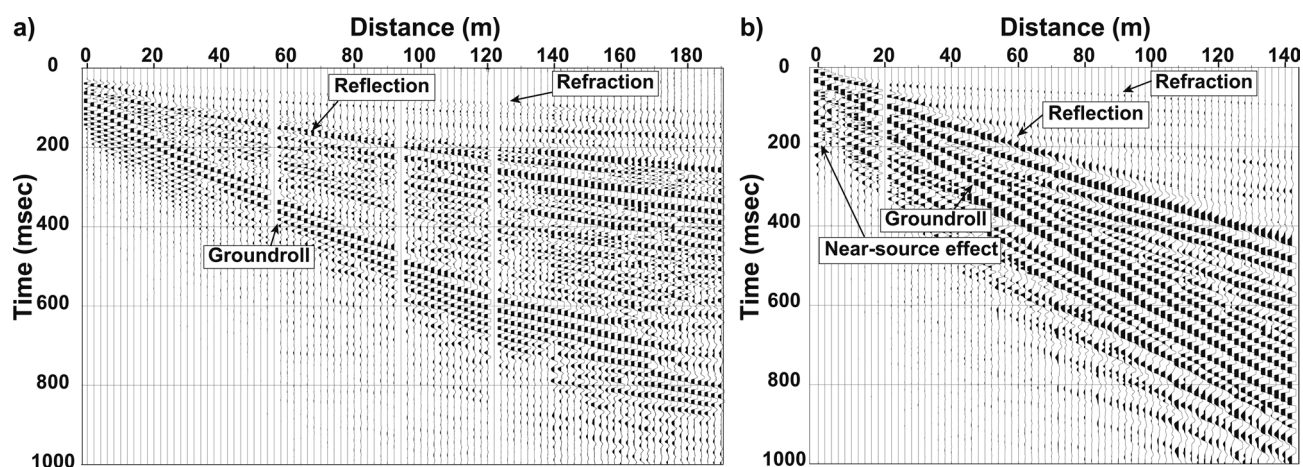 a)
Distance (m)
0 20 40 60 80 100 120 140 160 180
0
200
400
600
800
1000
Time (msec)
Reflection
Refraction
Groundroll
b)
Distance (m)
0 20 40 60 80 100 120 140
0
200
400
600
800
1000
Time (msec)
Refraction
Reflection
Groundroll
Near-source effect